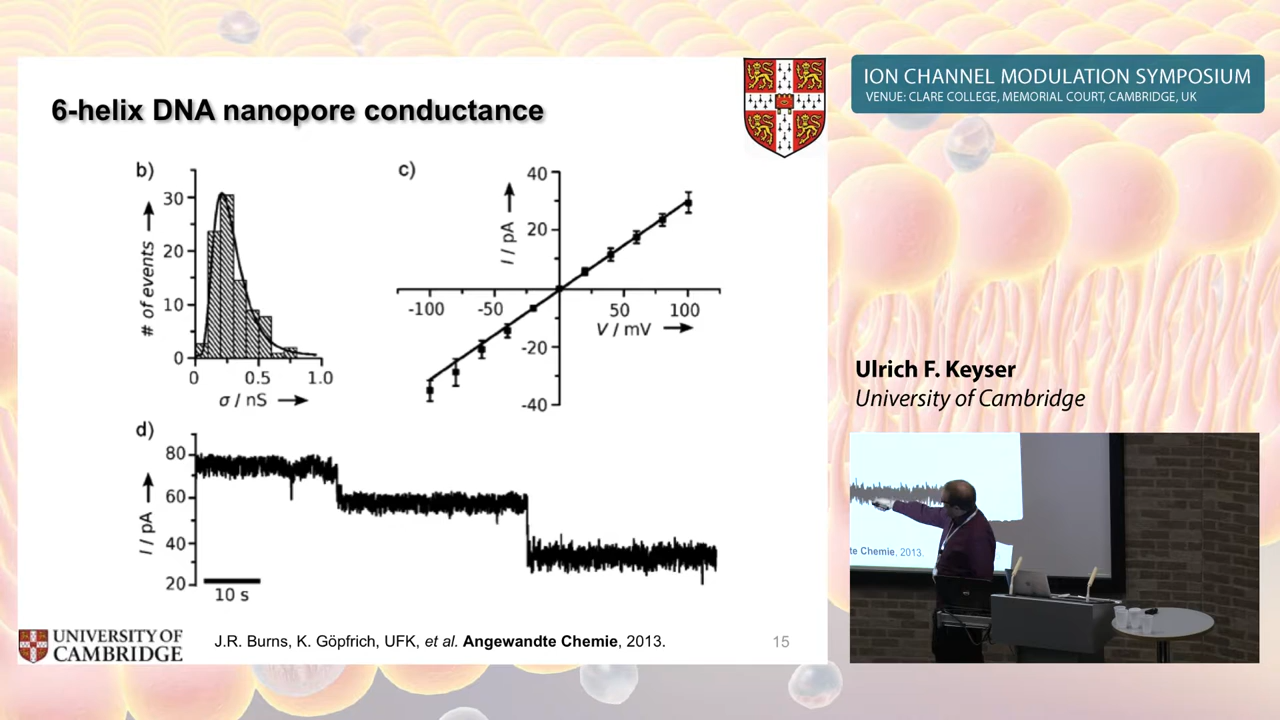 6-helix DNA nanopore conductance
b)
30
20
10
0
# of events
0
0.5
1.0
σ / nS
c)
40
20
-20
-40
I / pA
-100
-50
50
100
V / mV
d)
80
60
40
20
I / pA
10 s
UNIVERSITY OF
CAMBRIDGE
J.R. Burns, K. Göpfrich, UFK, et al. Angewandte Chemie, 2013.
15
ION CHANNEL MODULATION SYMPOSIUM
VENUE: CLARE COLLEGE, MEMORIAL COURT, CAMBRIDGE, UK
Ulrich F. Keyser
University of Cambridge
te Chemie, 2013.